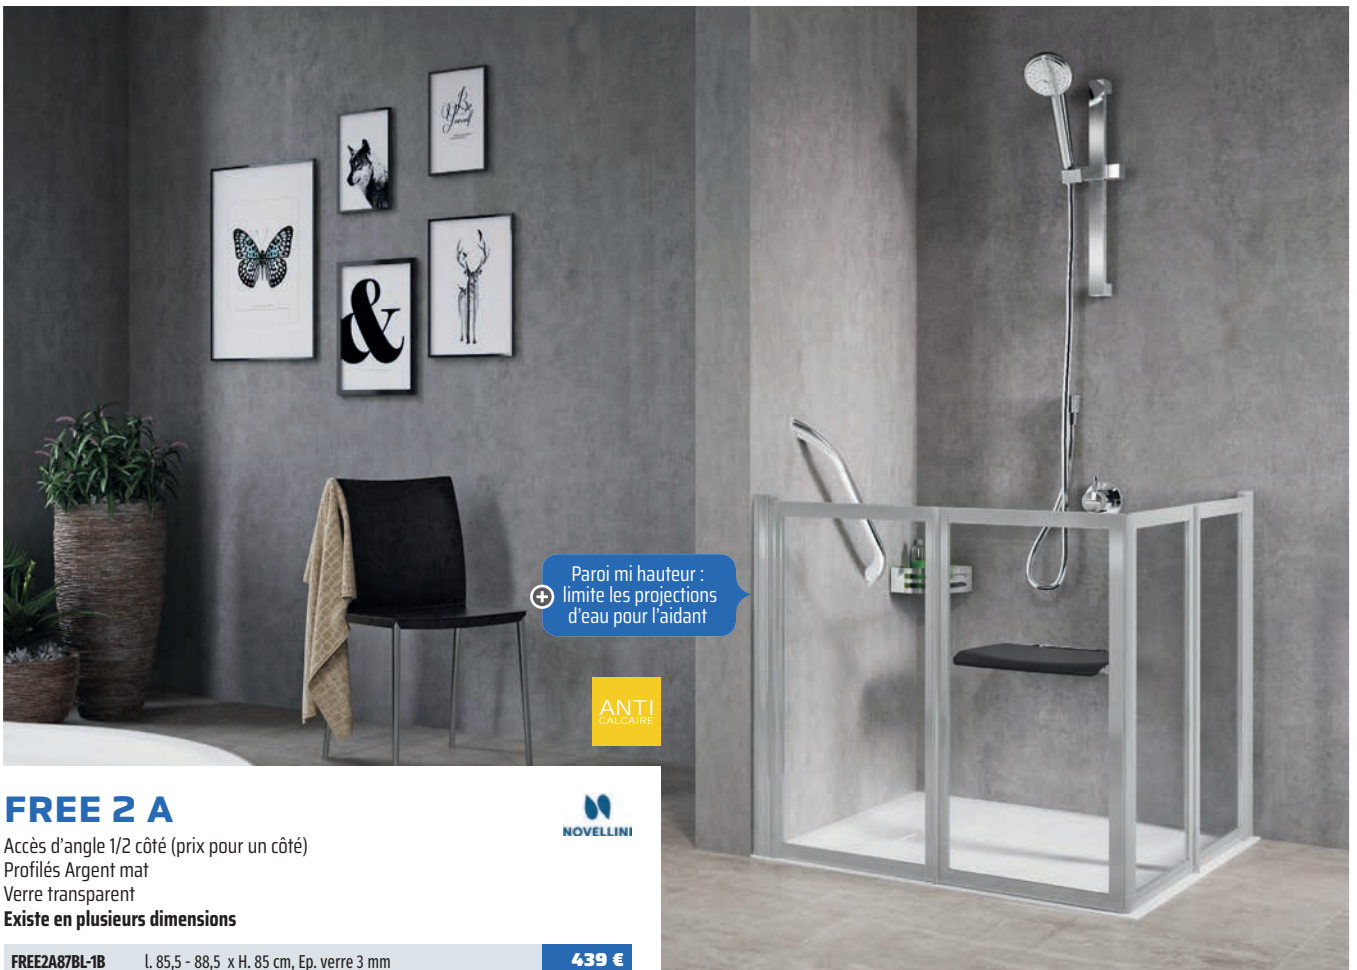 Be
Yourself
&
Paroi mi hauteur :
limite les projections
d'eau pour l'aidant
ANTI
CALCAIRE
FREE 2 A
NOVELLINI
Accès d'angle 1/2 côté (prix pour un côté)
Profilés Argent mat
Verre transparent
Existe en plusieurs dimensions
FREE2A87BL-1B l. 85,5 - 88,5 x H. 85 cm, Ep. verre 3 mm 439 €